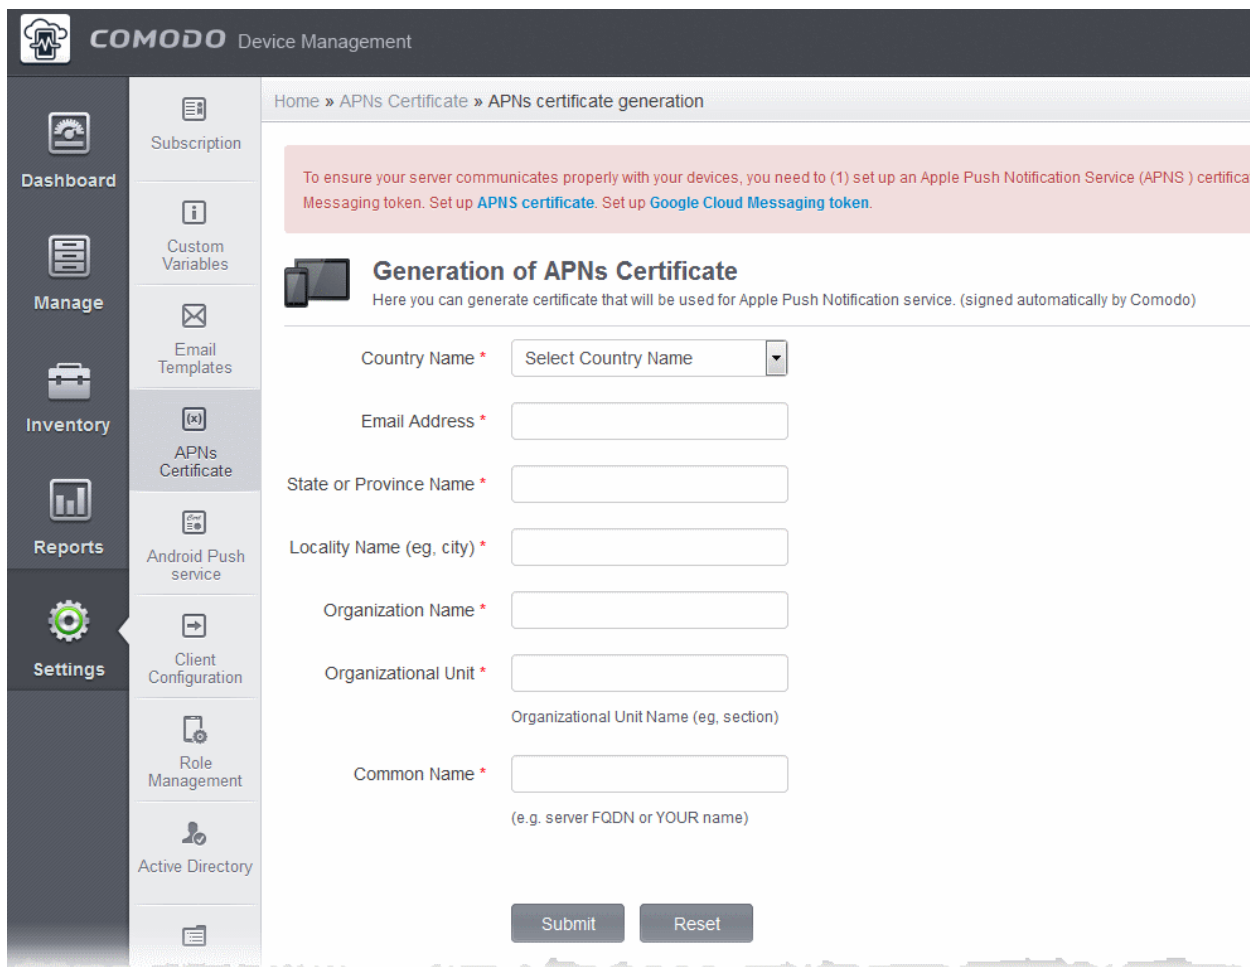 COMODO Device Management
Dashboard
Manage
Inventory
Reports
Settings
Subscription
Custom
Variables
Email
Templates
APNs
Certificate
Android Push
service
Client
Configuration
Role
Management
Active Directory
Home » APNs Certificate » APNs certificate generation
To ensure your server communicates properly with your devices, you need to (1) set up an Apple Push Notification Service (APNS ) certifica
Messaging token. Set up APNS certificate. Set up Google Cloud Messaging token.
Generation of APNs Certificate
Here you can generate certificate that will be used for Apple Push Notification service. (signed automatically by Comodo)
Country Name *
Select Country Name
Email Address *
State or Province Name *
Locality Name (eg, city) *
Organization Name *
Organizational Unit *
Organizational Unit Name (eg, section)
Common Name *
(e.g. server FQDN or YOUR name)
Submit
Reset